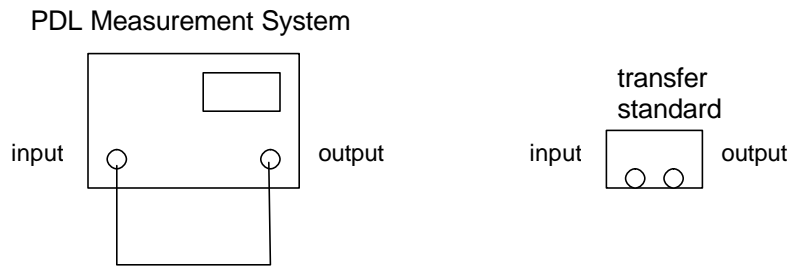 PDL Measurement System
transfer
standard
input
output
input
output